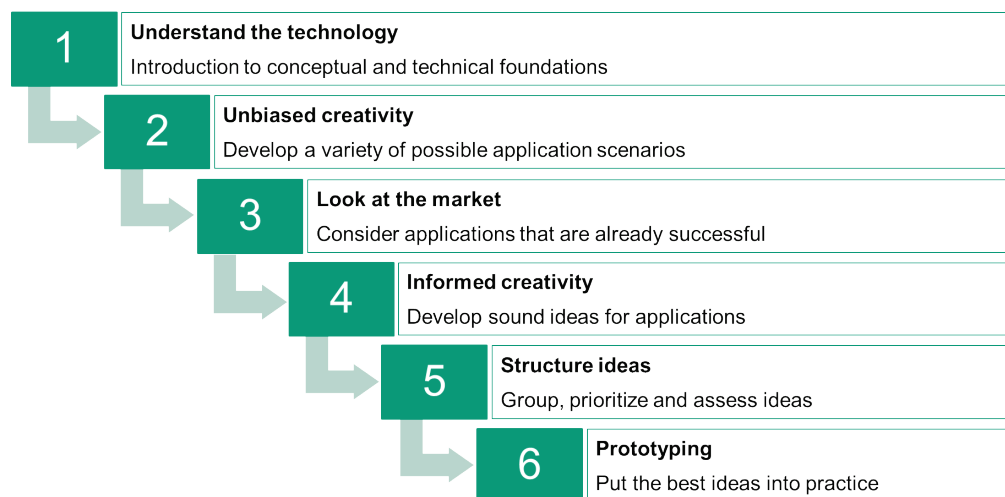 1
Understand the technology
Introduction to conceptual and technical foundations
2
Unbiased creativity
Develop a variety of possible application scenarios
3
Look at the market
Consider applications that are already successful
4
Informed creativity
Develop sound ideas for applications
5
Structure ideas
Group, prioritize and assess ideas
6
Prototyping
Put the best ideas into practice